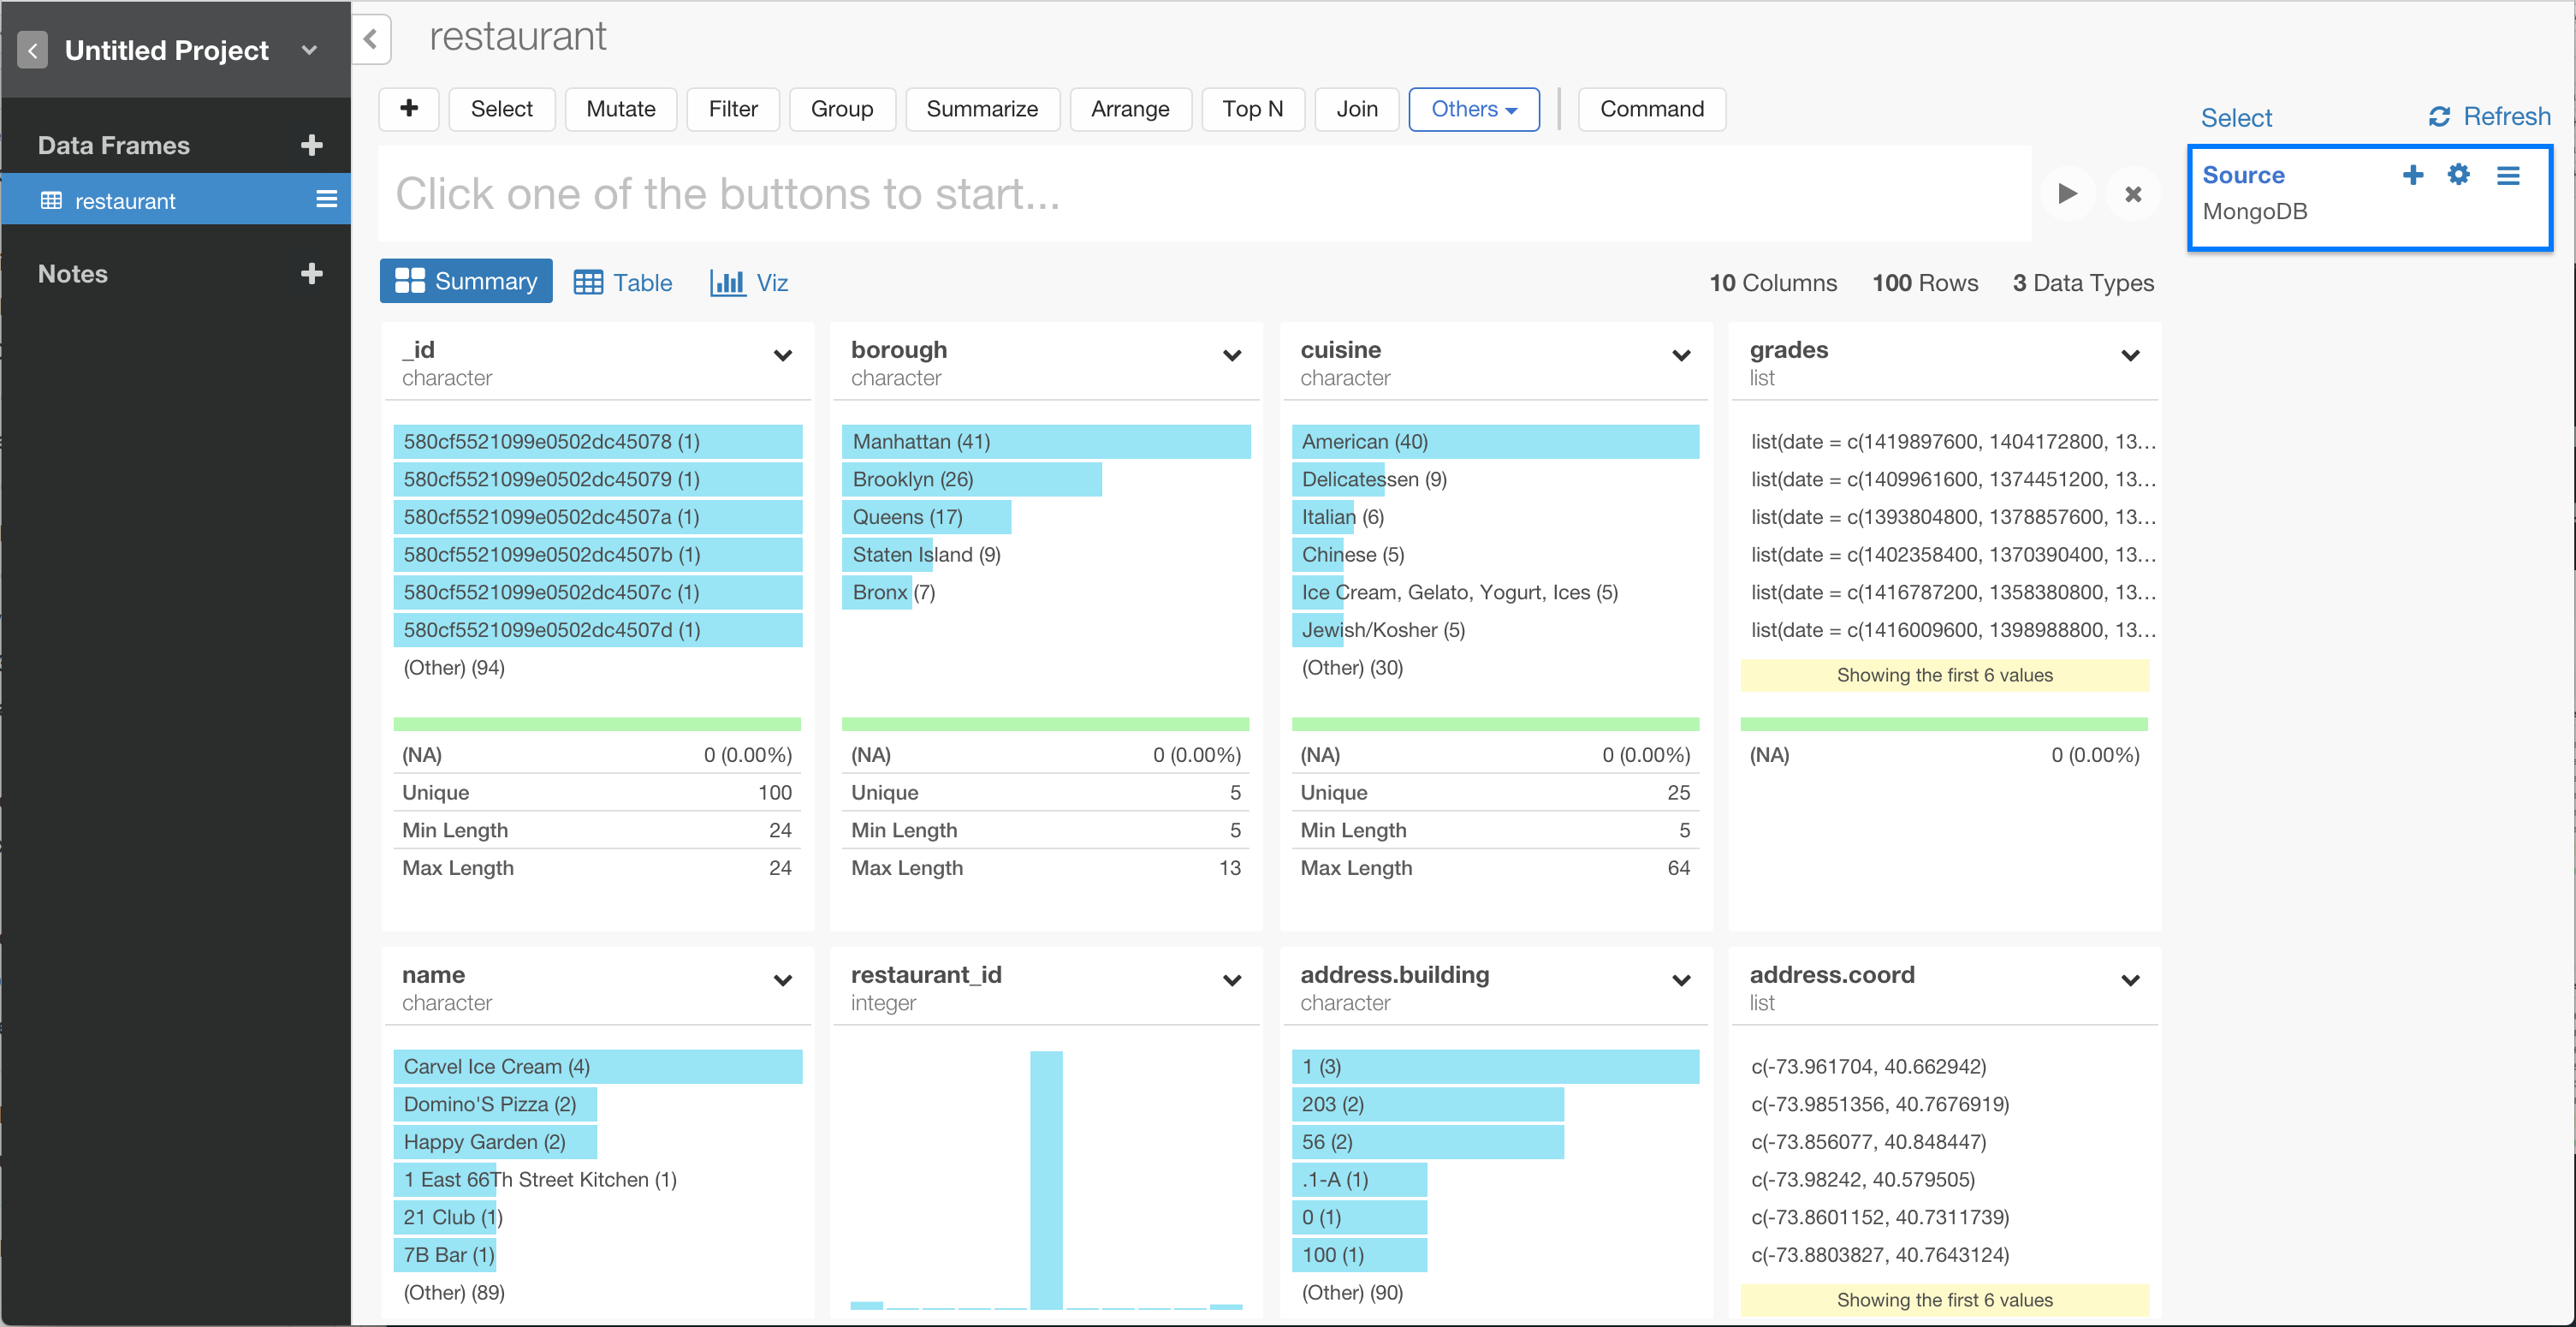 Untitled Project
Data Frames
restaurant
Notes
restaurant
Select Mutate Filter Group Summarize Arrange Top N Join Others Command
Click one of the buttons to start...
Select Refresh
Source
MongoDB
Summary Table Viz
10 Columns 100 Rows 3 Data Types
_id
character
580cf5521099e0502dc45078 (1)
580cf5521099e0502dc45079 (1)
580cf5521099e0502dc4507a (1)
580cf5521099e0502dc4507b (1)
580cf5521099e0502dc4507c (1)
580cf5521099e0502dc4507d (1)
(Other) (94)
(NA) 0 (0.00%)
Unique 100
Min Length 24
Max Length 24
borough
character
Manhattan (41)
Brooklyn (26)
Queens (17)
Staten Island (9)
Bronx (7)
(NA) 0 (0.00%)
Unique 5
Min Length 5
Max Length 13
cuisine
character
American (40)
Delicatessen (9)
Italian (6)
Chinese (5)
Ice Cream, Gelato, Yogurt, Ices (5)
Jewish/Kosher (5)
(Other) (30)
(NA) 0 (0.00%)
Unique 25
Min Length 5
Max Length 64
grades
list
list(date = c(1419897600, 1404172800, 13...
list(date = c(1409961600, 1374451200, 13...
list(date = c(1393804800, 1378857600, 13...
list(date = c(1402358400, 1370390400, 13...
list(date = c(1416787200, 1358380800, 13...
list(date = c(1416009600, 1398988800, 13...
Showing the first 6 values
(NA) 0 (0.00%)
name
character
Carvel Ice Cream (4)
Domino'S Pizza (2)
Happy Garden (2)
1 East 66Th Street Kitchen (1)
21 Club (1)
7B Bar (1)
(Other) (89)
restaurant_id
integer
address.building
character
1 (3)
203 (2)
56 (2)
.1-A (1)
0 (1)
100 (1)
(Other) (90)
address.coord
list
c(-73.961704, 40.662942)
c(-73.9851356, 40.7676919)
c(-73.856077, 40.848447)
c(-73.98242, 40.579505)
c(-73.8601152, 40.7311739)
c(-73.8803827, 40.7643124)
Showing the first 6 values